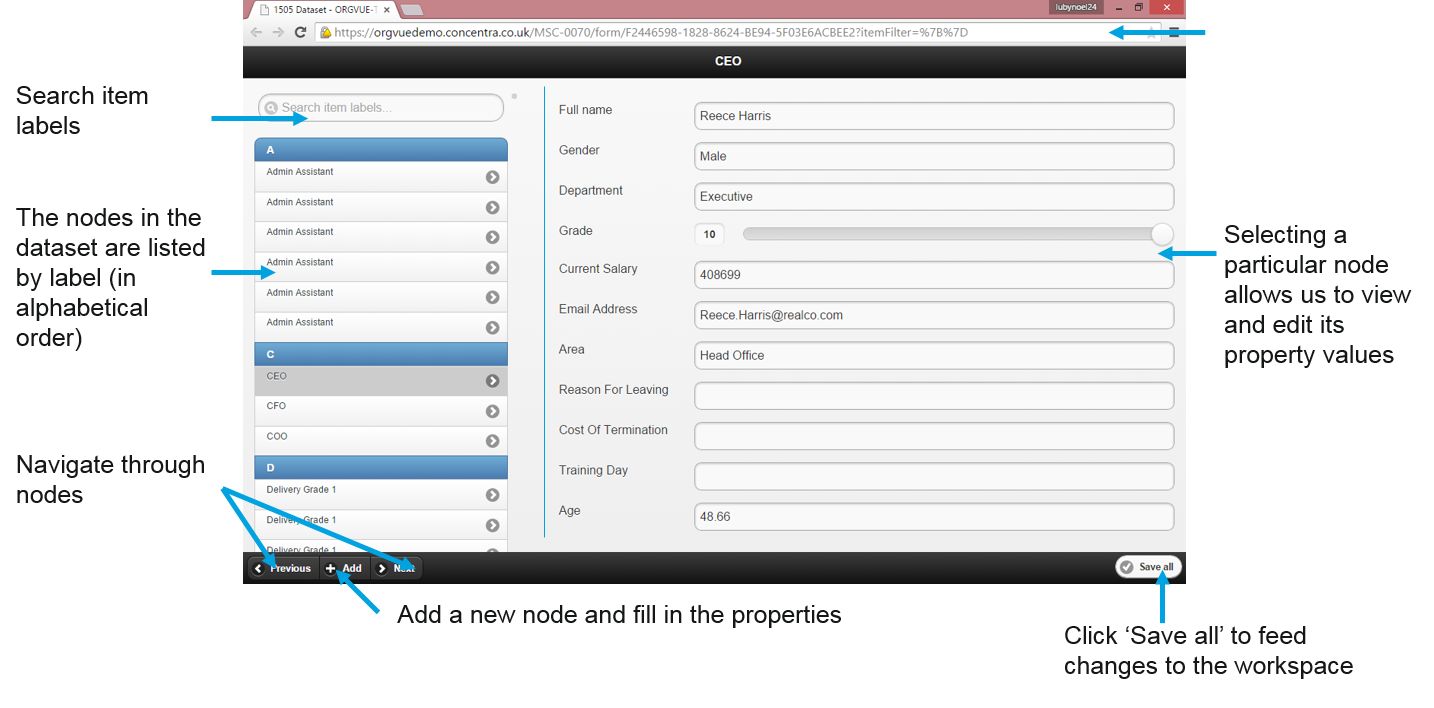 1505 Dataset - ORGVUE-1
lubynoel24
https://orgvuedemo.concentra.co.uk/MSC-0070/form/F2446598-1828-8624-BE94-5F03E6ACBEE2?itemFilter=%7B%7D
CEO
Search item
labels
Search item labels...
A
Admin Assistant
Admin Assistant
Admin Assistant
Admin Assistant
Admin Assistant
Admin Assistant
C
CEO
CFO
COO
D
Delivery Grade 1
Delivery Grade 1
Delivery Grade 1
The nodes in the
dataset are listed
by label (in
alphabetical
order)
Navigate through
nodes
Full name Reece Harris
Gender Male
Department Executive
Grade 10
Current Salary 408699
Email Address Reece.Harris@realco.com
Area Head Office
Reason For Leaving
Cost Of Termination
Training Day
Age 48.66
Selecting a
particular node
allows us to view
and edit its
property values
Previous Add Next Save all
Add a new node and fill in the properties
Click ‘Save all’ to feed
changes to the workspace